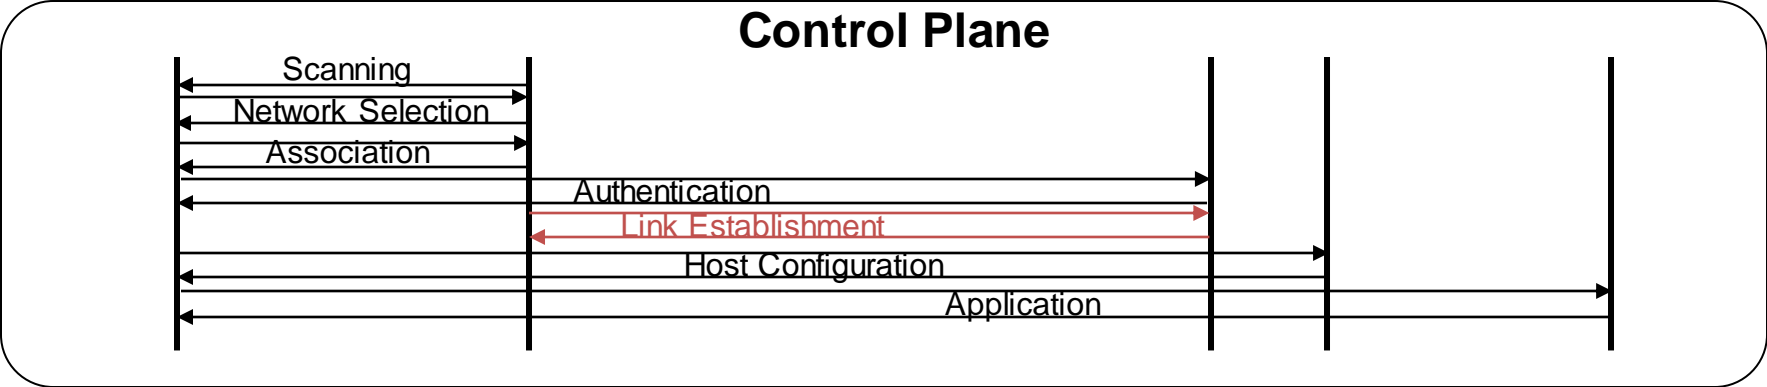 Control Plane
Scanning
Network Selection
Association
Authentication
Link Establishment
Host Configuration
Application